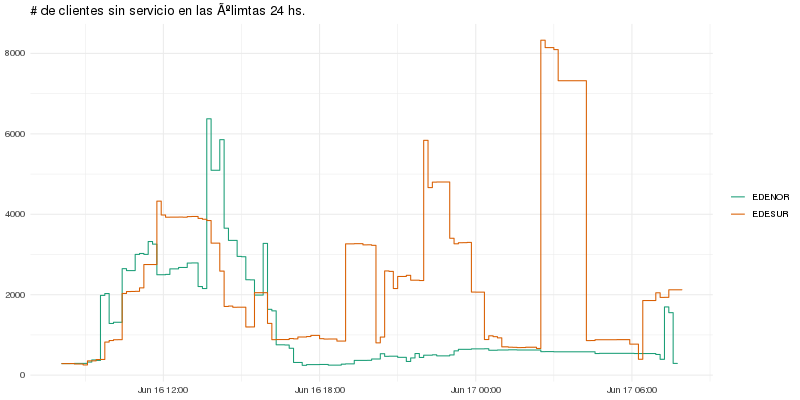 # de clientes sin servicio en las Ãºlimtas 24 hs.
8000
6000
4000
2000
0
Jun 16 12:00 Jun 16 18:00 Jun 17 00:00 Jun 17 06:00
EDENOR
EDESUR